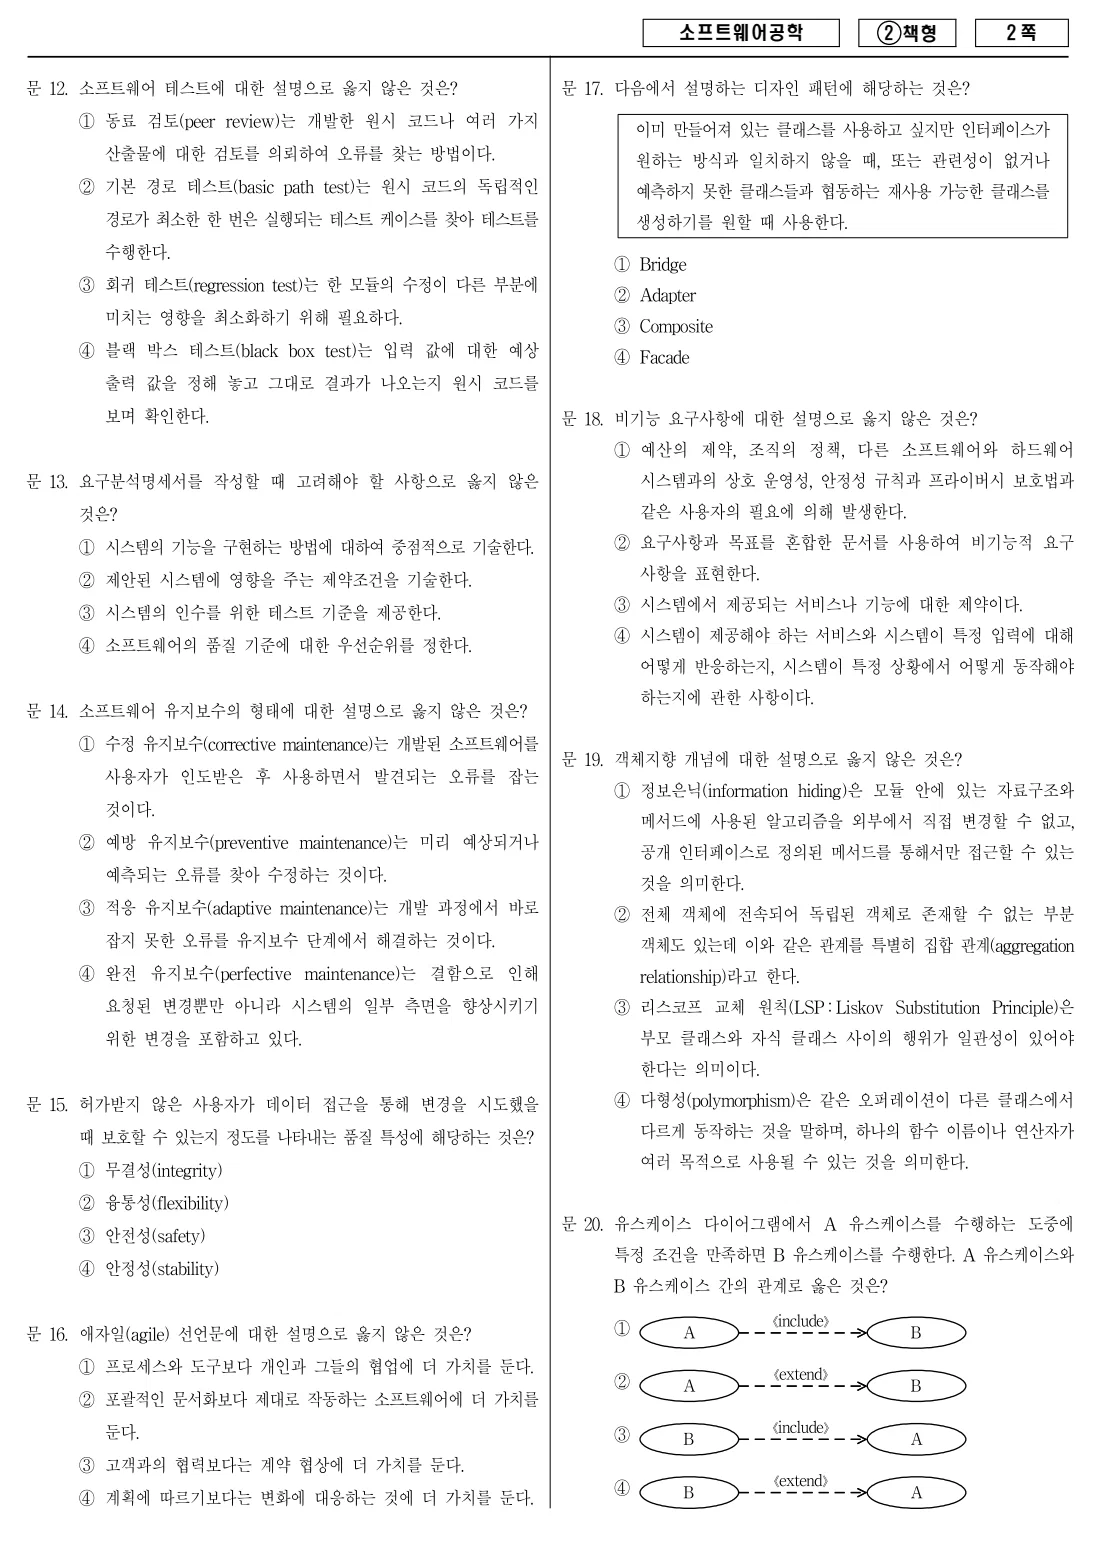 소프트웨어공학
②책형
2쪽
문 12. 소프트웨어 테스트에 대한 설명으로 옳지 않은 것은?
① 동료 검토(peer review)는 개발한 원시 코드나 여러 가지
산출물에 대한 검토를 의뢰하여 오류를 찾는 방법이다.
② 기본 경로 테스트(basic path test)는 원시 코드의 독립적인
경로가 최소한 한 번은 실행되는 테스트 케이스를 찾아 테스트를
수행한다.
③ 회귀 테스트(regression test)는 한 모듈의 수정이 다른 부분에
미치는 영향을 최소화하기 위해 필요하다.
④ 블랙 박스 테스트(black box test)는 입력 값에 대한 예상
출력 값을 정해 놓고 그대로 결과가 나오는지 원시 코드를
보며 확인한다.
문 13. 요구분석명세서를 작성할 때 고려해야 할 사항으로 옳지 않은
것은?
① 시스템의 기능을 구현하는 방법에 대하여 중점적으로 기술한다.
② 제안된 시스템에 영향을 주는 제약조건을 기술한다.
③ 시스템의 인수를 위한 테스트 기준을 제공한다.
④ 소프트웨어의 품질 기준에 대한 우선순위를 정한다.
문 14. 소프트웨어 유지보수의 형태에 대한 설명으로 옳지 않은 것은?
① 수정 유지보수(corrective maintenance)는 개발된 소프트웨어를
사용자가 인도받은 후 사용하면서 발견되는 오류를 잡는
것이다.
② 예방 유지보수(preventive maintenance)는 미리 예상되거나
예측되는 오류를 찾아 수정하는 것이다.
③ 적응 유지보수(adaptive maintenance)는 개발 과정에서 바로
잡지 못한 오류를 유지보수 단계에서 해결하는 것이다.
④ 완전 유지보수(perfective maintenance)는 결함으로 인해
요청된 변경뿐만 아니라 시스템의 일부 측면을 향상시키기
위한 변경을 포함하고 있다.
문 15. 허가받지 않은 사용자가 데이터 접근을 통해 변경을 시도했을
때 보호할 수 있는지 정도를 나타내는 품질 특성에 해당하는 것은?
① 무결성(integrity)
② 융통성(flexibility)
③ 안전성(safety)
④ 안정성(stability)
문 16. 애자일(agile) 선언문에 대한 설명으로 옳지 않은 것은?
① 프로세스와 도구보다 개인과 그들의 협업에 더 가치를 둔다.
② 포괄적인 문서화보다 제대로 작동하는 소프트웨어에 더 가치를
둔다.
③ 고객과의 협력보다는 계약 협상에 더 가치를 둔다.
④ 계획에 따르기보다는 변화에 대응하는 것에 더 가치를 둔다.
문 17. 다음에서 설명하는 디자인 패턴에 해당하는 것은?
이미 만들어져 있는 클래스를 사용하고 싶지만 인터페이스가
원하는 방식과 일치하지 않을 때, 또는 관련성이 없거나
예측하지 못한 클래스들과 협동하는 재사용 가능한 클래스를
생성하기를 원할 때 사용한다.
① Bridge
② Adapter
③ Composite
④ Facade
문 18. 비기능 요구사항에 대한 설명으로 옳지 않은 것은?
① 예산의 제약, 조직의 정책, 다른 소프트웨어와 하드웨어
시스템과의 상호 운영성, 안정성 규칙과 프라이버시 보호법과
같은 사용자의 필요에 의해 발생한다.
② 요구사항과 목표를 혼합한 문서를 사용하여 비기능적 요구
사항을 표현한다.
③ 시스템에서 제공되는 서비스나 기능에 대한 제약이다.
④ 시스템이 제공해야 하는 서비스와 시스템이 특정 입력에 대해
어떻게 반응하는지, 시스템이 특정 상황에서 어떻게 동작해야
하는지에 관한 사항이다.
문 19. 객체지향 개념에 대한 설명으로 옳지 않은 것은?
① 정보은닉(information hiding)은 모듈 안에 있는 자료구조와
메서드에 사용된 알고리즘을 외부에서 직접 변경할 수 없고,
공개 인터페이스로 정의된 메서드를 통해서만 접근할 수 있는
것을 의미한다.
② 전체 객체에 전속되어 독립된 객체로 존재할 수 없는 부분
객체도 있는데 이와 같은 관계를 특별히 집합 관계(aggregation
relationship)라고 한다.
③ 리스코프 교체 원칙(LSP : Liskov Substitution Principle)은
부모 클래스와 자식 클래스 사이의 행위가 일관성이 있어야
한다는 의미이다.
④ 다형성(polymorphism)은 같은 오퍼레이션이 다른 클래스에서
다르게 동작하는 것을 말하며, 하나의 함수 이름이나 연산자가
여러 목적으로 사용될 수 있는 것을 의미한다.
문 20. 유스케이스 다이어그램에서 A 유스케이스를 수행하는 도중에
특정 조건을 만족하면 B 유스케이스를 수행한다. A 유스케이스와
B 유스케이스 간의 관계로 옳은 것은?
① A 《include》 B
② A 《extend》 B
③ B 《include》 A
④ B 《extend》 A